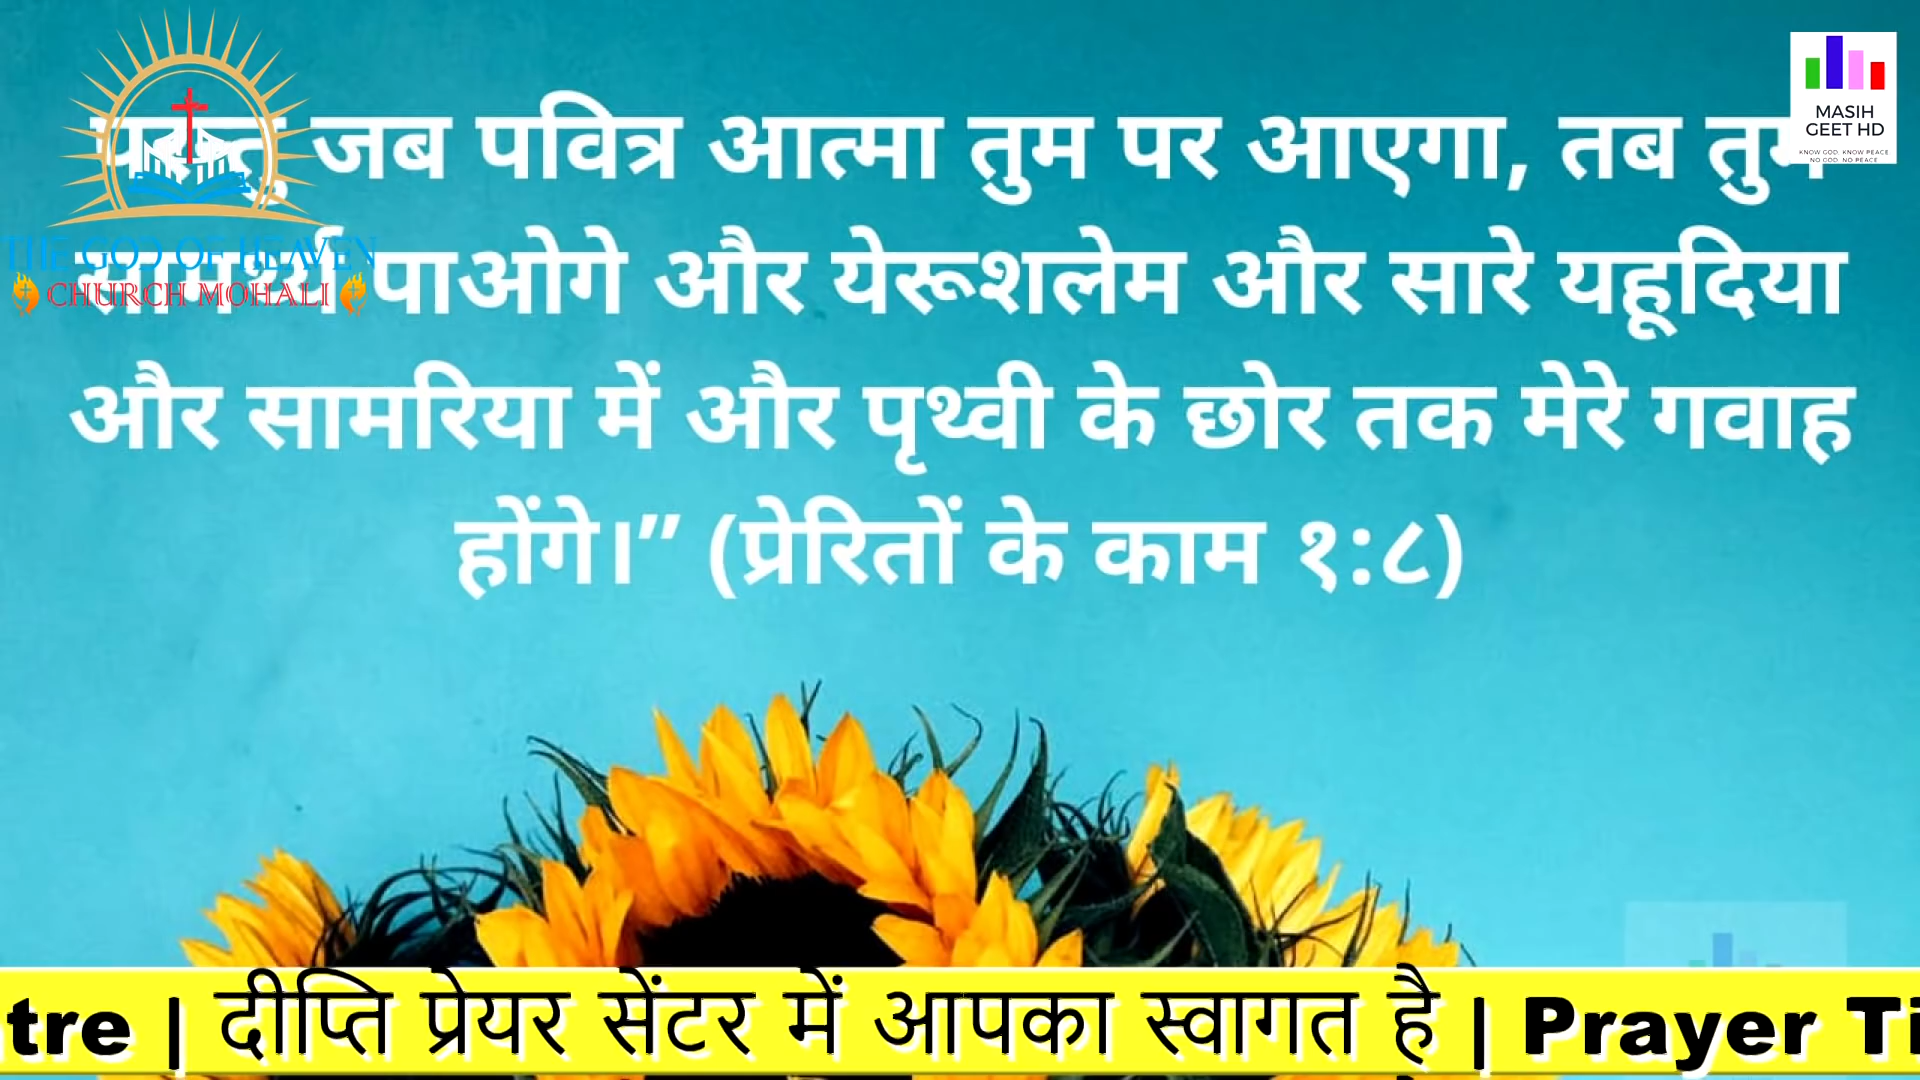 जब पवित्र आत्मा तुम पर आएगा, तब तुम
पाओगे और येरूशलेम और सारे यहूदिया
और सामरिया में और पृथ्वी के छोर तक मेरे गवाह
होंगे।” (प्रेरितों के काम १:८)
THE GOD OF HEAVEN
CHURCH MOHALI
MASIH
GEET HD
KNOW GOD, KNOW PEACE
NO GOD, NO PEACE
tre | दीप्ति प्रेयर सेंटर में आपका स्वागत है | Prayer Ti